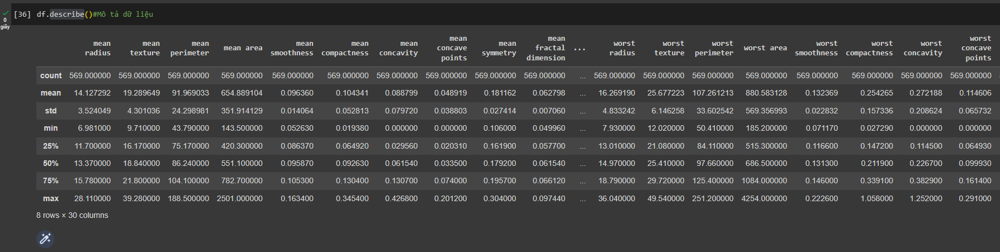 [36] df.describe()#Mô tả dữ liệu
0
giây
mean radius mean texture mean perimeter mean area mean smoothness mean compactness mean concavity mean concave points mean symmetry mean fractal dimension ... worst radius worst texture worst perimeter worst area worst smoothness worst compactness worst concavity worst concave points
count 569.000000 569.000000 569.000000 569.000000 569.000000 569.000000 569.000000 569.000000 569.000000 569.000000 ... 569.000000 569.000000 569.000000 569.000000 569.000000 569.000000 569.000000 569.000000
mean 14.127292 19.289649 91.969033 654.889104 0.096360 0.104341 0.088799 0.048919 0.181162 0.062798 ... 16.269190 25.677223 107.261213 880.583128 0.132369 0.254265 0.272188 0.114606
std 3.524049 4.301036 24.298981 351.914129 0.014064 0.052813 0.079720 0.038803 0.027414 0.007060 ... 4.833242 6.146258 33.602542 569.356993 0.022832 0.157336 0.208624 0.065732
min 6.981000 9.710000 43.790000 143.500000 0.052630 0.019380 0.000000 0.000000 0.106000 0.049960 ... 7.930000 12.020000 50.410000 185.200000 0.071170 0.027290 0.000000 0.000000
25% 11.700000 16.170000 75.170000 420.300000 0.086370 0.064920 0.029560 0.020310 0.161900 0.057700 ... 13.010000 21.080000 84.110000 515.300000 0.116600 0.147200 0.114500 0.064930
50% 13.370000 18.840000 86.240000 551.100000 0.095870 0.092630 0.061540 0.033500 0.179200 0.061540 ... 14.970000 25.410000 97.660000 686.500000 0.131300 0.211900 0.226700 0.099930
75% 15.780000 21.800000 104.100000 782.700000 0.105300 0.130400 0.130700 0.074000 0.195700 0.066120 ... 18.790000 29.720000 125.400000 1084.000000 0.146000 0.339100 0.382900 0.161400
max 28.110000 39.280000 188.500000 2501.000000 0.163400 0.345400 0.426800 0.201200 0.304000 0.097440 ... 36.040000 49.540000 251.200000 4254.000000 0.222600 1.058000 1.252000 0.291000
8 rows × 30 columns